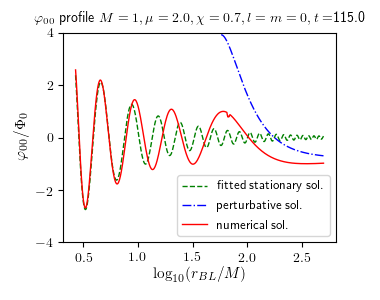 φ₀₀ profile M = 1, μ = 2.0, χ = 0.7, l = m = 0, t =115.0
φ₀₀/Φ₀
4
2
0
−2
−4
fitted stationary sol.
perturbative sol.
numerical sol.
0.5 1.0 1.5 2.0 2.5
log₁₀(r_BL/M)